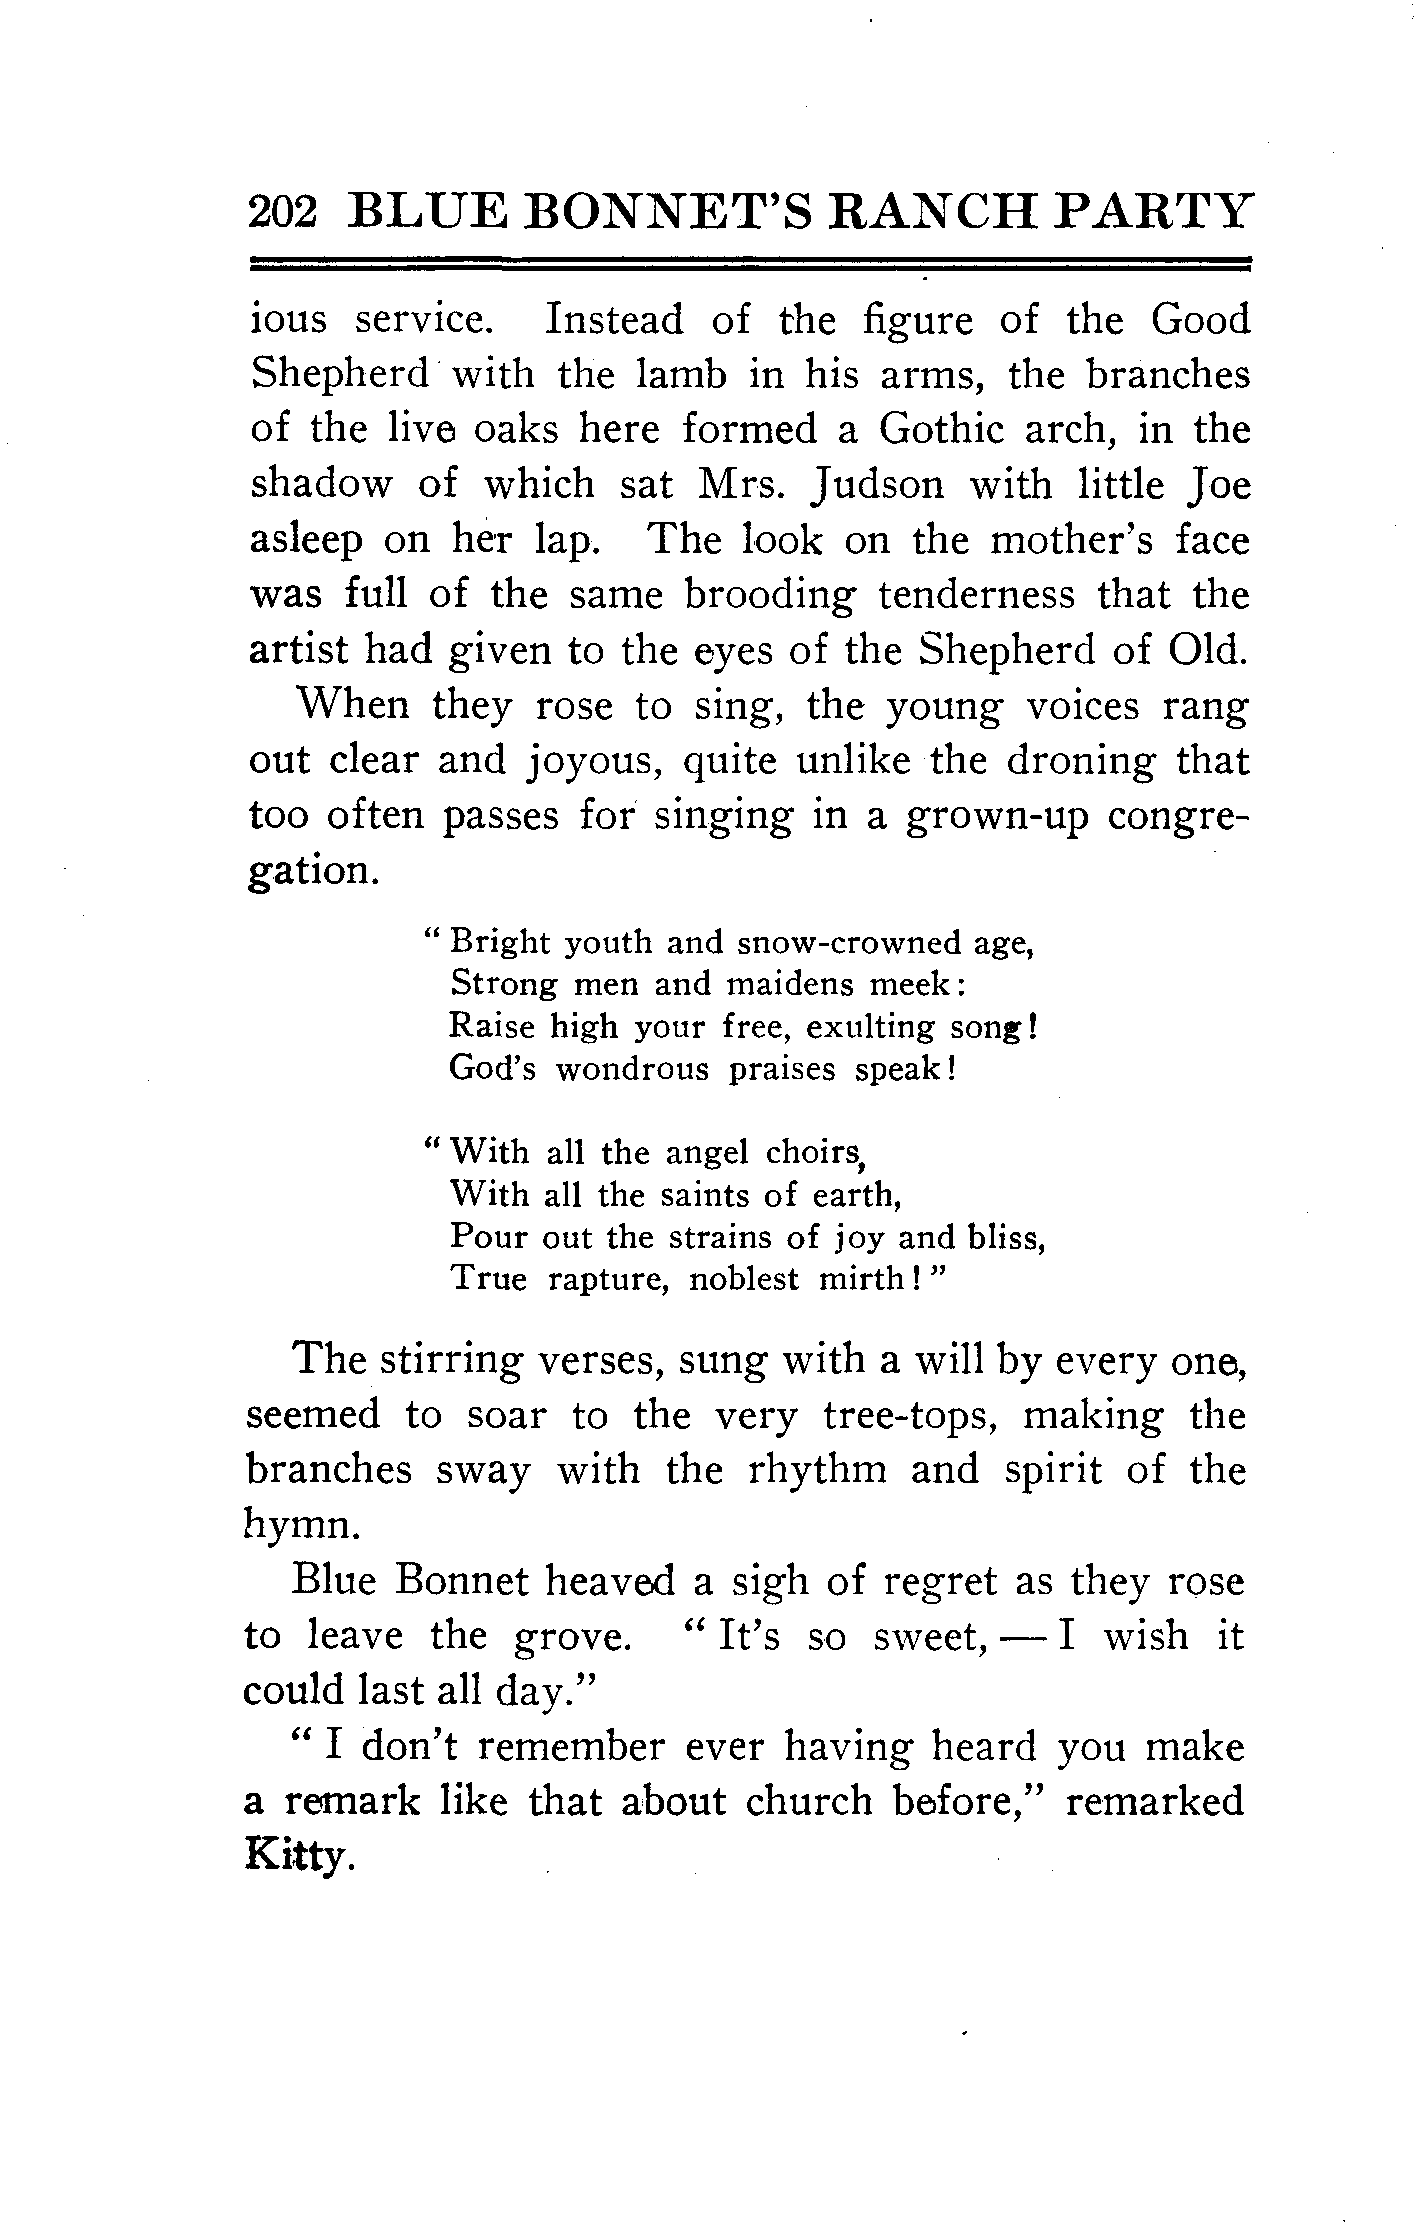 202 BLUE BONNET'S RANCH PARTY
ious service. Instead of the figure of the Good
Shepherd with the lamb in his arms, the branches
of the live oaks here formed a Gothic arch, in the
shadow of which sat Mrs. Judson with little Joe
asleep on her lap. The look on the mother's face
was full of the same brooding tenderness that the
artist had given to the eyes of the Shepherd of Old.
When they rose to sing, the young voices rang
out clear and joyous, quite unlike the droning that
too often passes for singing in a grown-up congre-
gation.
“ Bright youth and snow-crowned age,
Strong men and maidens meek:
Raise high your free, exulting song!
God's wondrous praises speak!
“ With all the angel choirs,
With all the saints of earth,
Pour out the strains of joy and bliss,
True rapture, noblest mirth! ”
The stirring verses, sung with a will by every one,
seemed to soar to the very tree-tops, making the
branches sway with the rhythm and spirit of the
hymn.
Blue Bonnet heaved a sigh of regret as they rose
to leave the grove. “ It's so sweet, — I wish it
could last all day.”
“ I don't remember ever having heard you make
a remark like that about church before,” remarked
Kitty.